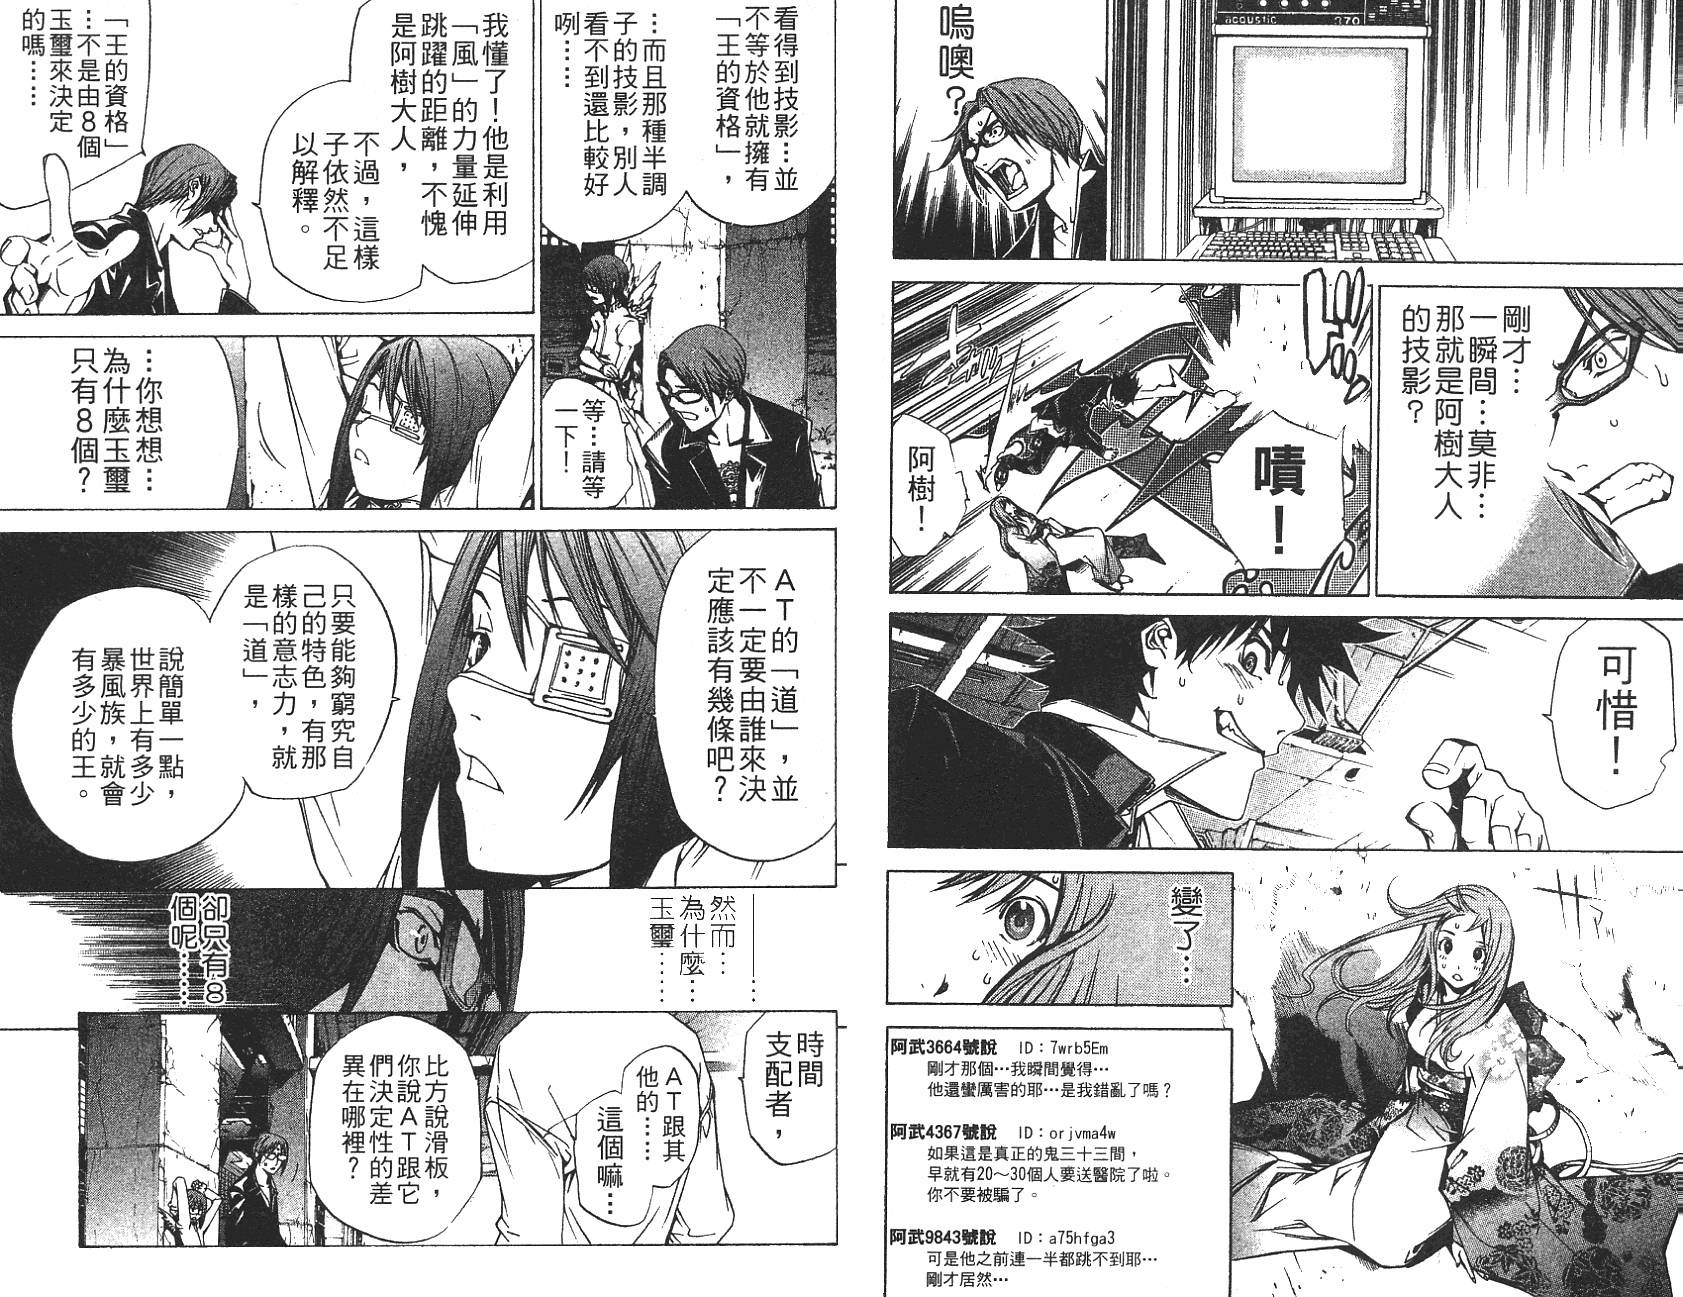 acoustic 370
嗚噢？
剛才…
一瞬間…莫非…
那就是阿樹大人
的技影？
嘖！
阿樹！
可惜！
變了…
阿武3664號說 ID：7wrb5Em
剛才那個…我瞬間覺得…
他還蠻厲害的耶…是我錯亂了嗎？
阿武4367號說 ID：orjvma4w
如果這是真正的鬼三十三間，
早就有20～30個人要送醫院了啦。
你不要被騙了。
阿武9843號說 ID：a75hfga3
可是他之前連一半都跳不到耶…
剛才居然…
看得到技影…並
不等於他就擁有
「王的資格」，
…而且那種半調
子的技影，別人
看不到還比較好
咧……
等…請等
一下！
我懂了！他是利用
「風」的力量延伸
跳躍的距離，不愧
是阿樹大人，
不過，這樣
子依然不足
以解釋。
「王的資格」
…不是由8個
玉璽來決定
的嗎……
…你想想…
為什麼玉璽
只有8個？
AT的「道」，並
不一定要由誰來決
定應該有幾條吧？
只要能夠窮究自
己的特色，有那
樣的意志力，就
是「道」，
說簡單一點，
世界上有多少
暴風族，就會
有多少的王。
然而…
為什麼…
玉璽……
卻只有8
個呢……
時間
支配者，
AT跟其
他的……
這個嘛…
比方說滑板，
你說AT跟它
們決定性的差
異在哪裡？